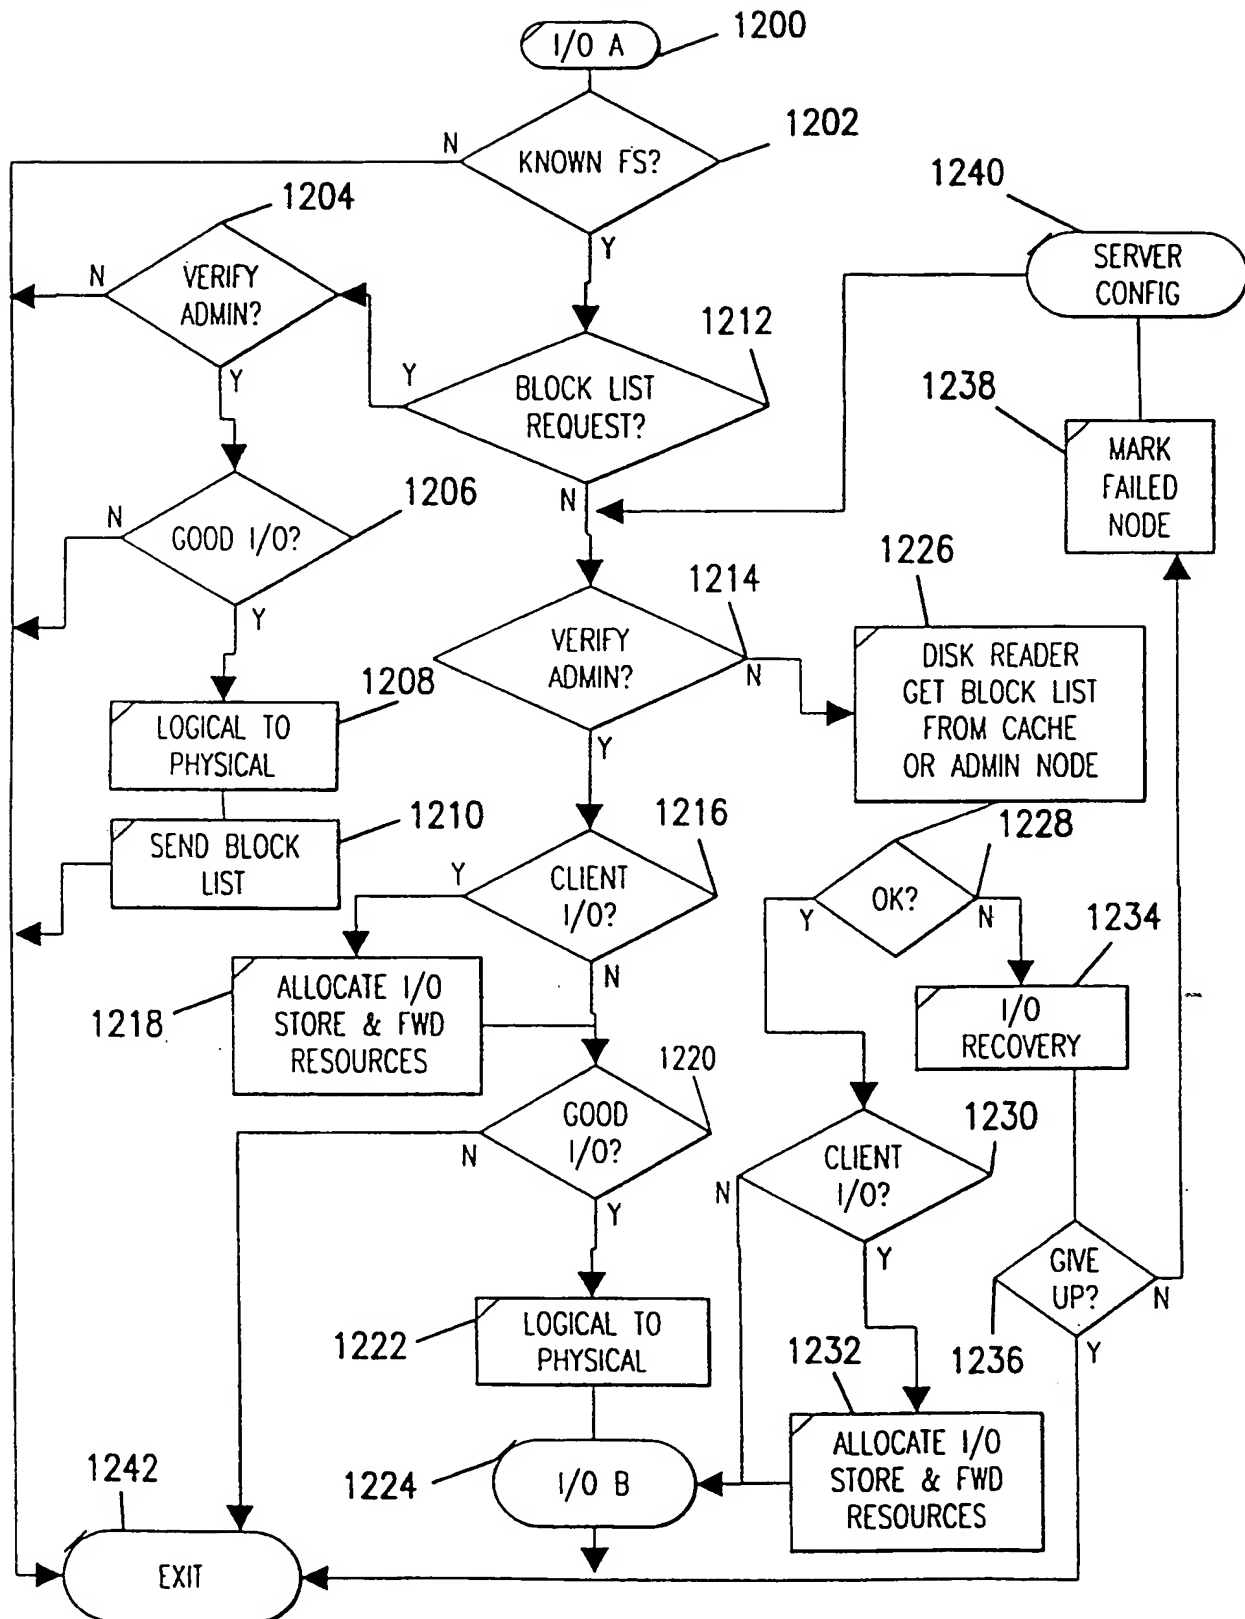 I/O A
1200
KNOWN FS?
1202
N
Y
1204
VERIFY
ADMIN?
N
Y
1240
SERVER
CONFIG
1212
BLOCK LIST
REQUEST?
Y
N
1238
MARK
FAILED
NODE
1206
GOOD I/O?
N
Y
1214
VERIFY
ADMIN?
N
Y
1226
DISK READER
GET BLOCK LIST
FROM CACHE
OR ADMIN NODE
1208
LOGICAL TO
PHYSICAL
1210
SEND BLOCK
LIST
1216
CLIENT
I/O?
Y
N
1228
OK?
Y
N
1234
I/O
RECOVERY
1218
ALLOCATE I/O
STORE & FWD
RESOURCES
1220
GOOD
I/O?
N
Y
1230
CLIENT
I/O?
N
Y
GIVE
UP?
N
Y
1236
1222
LOGICAL TO
PHYSICAL
1232
ALLOCATE I/O
STORE & FWD
RESOURCES
1224
I/O B
1242
EXIT